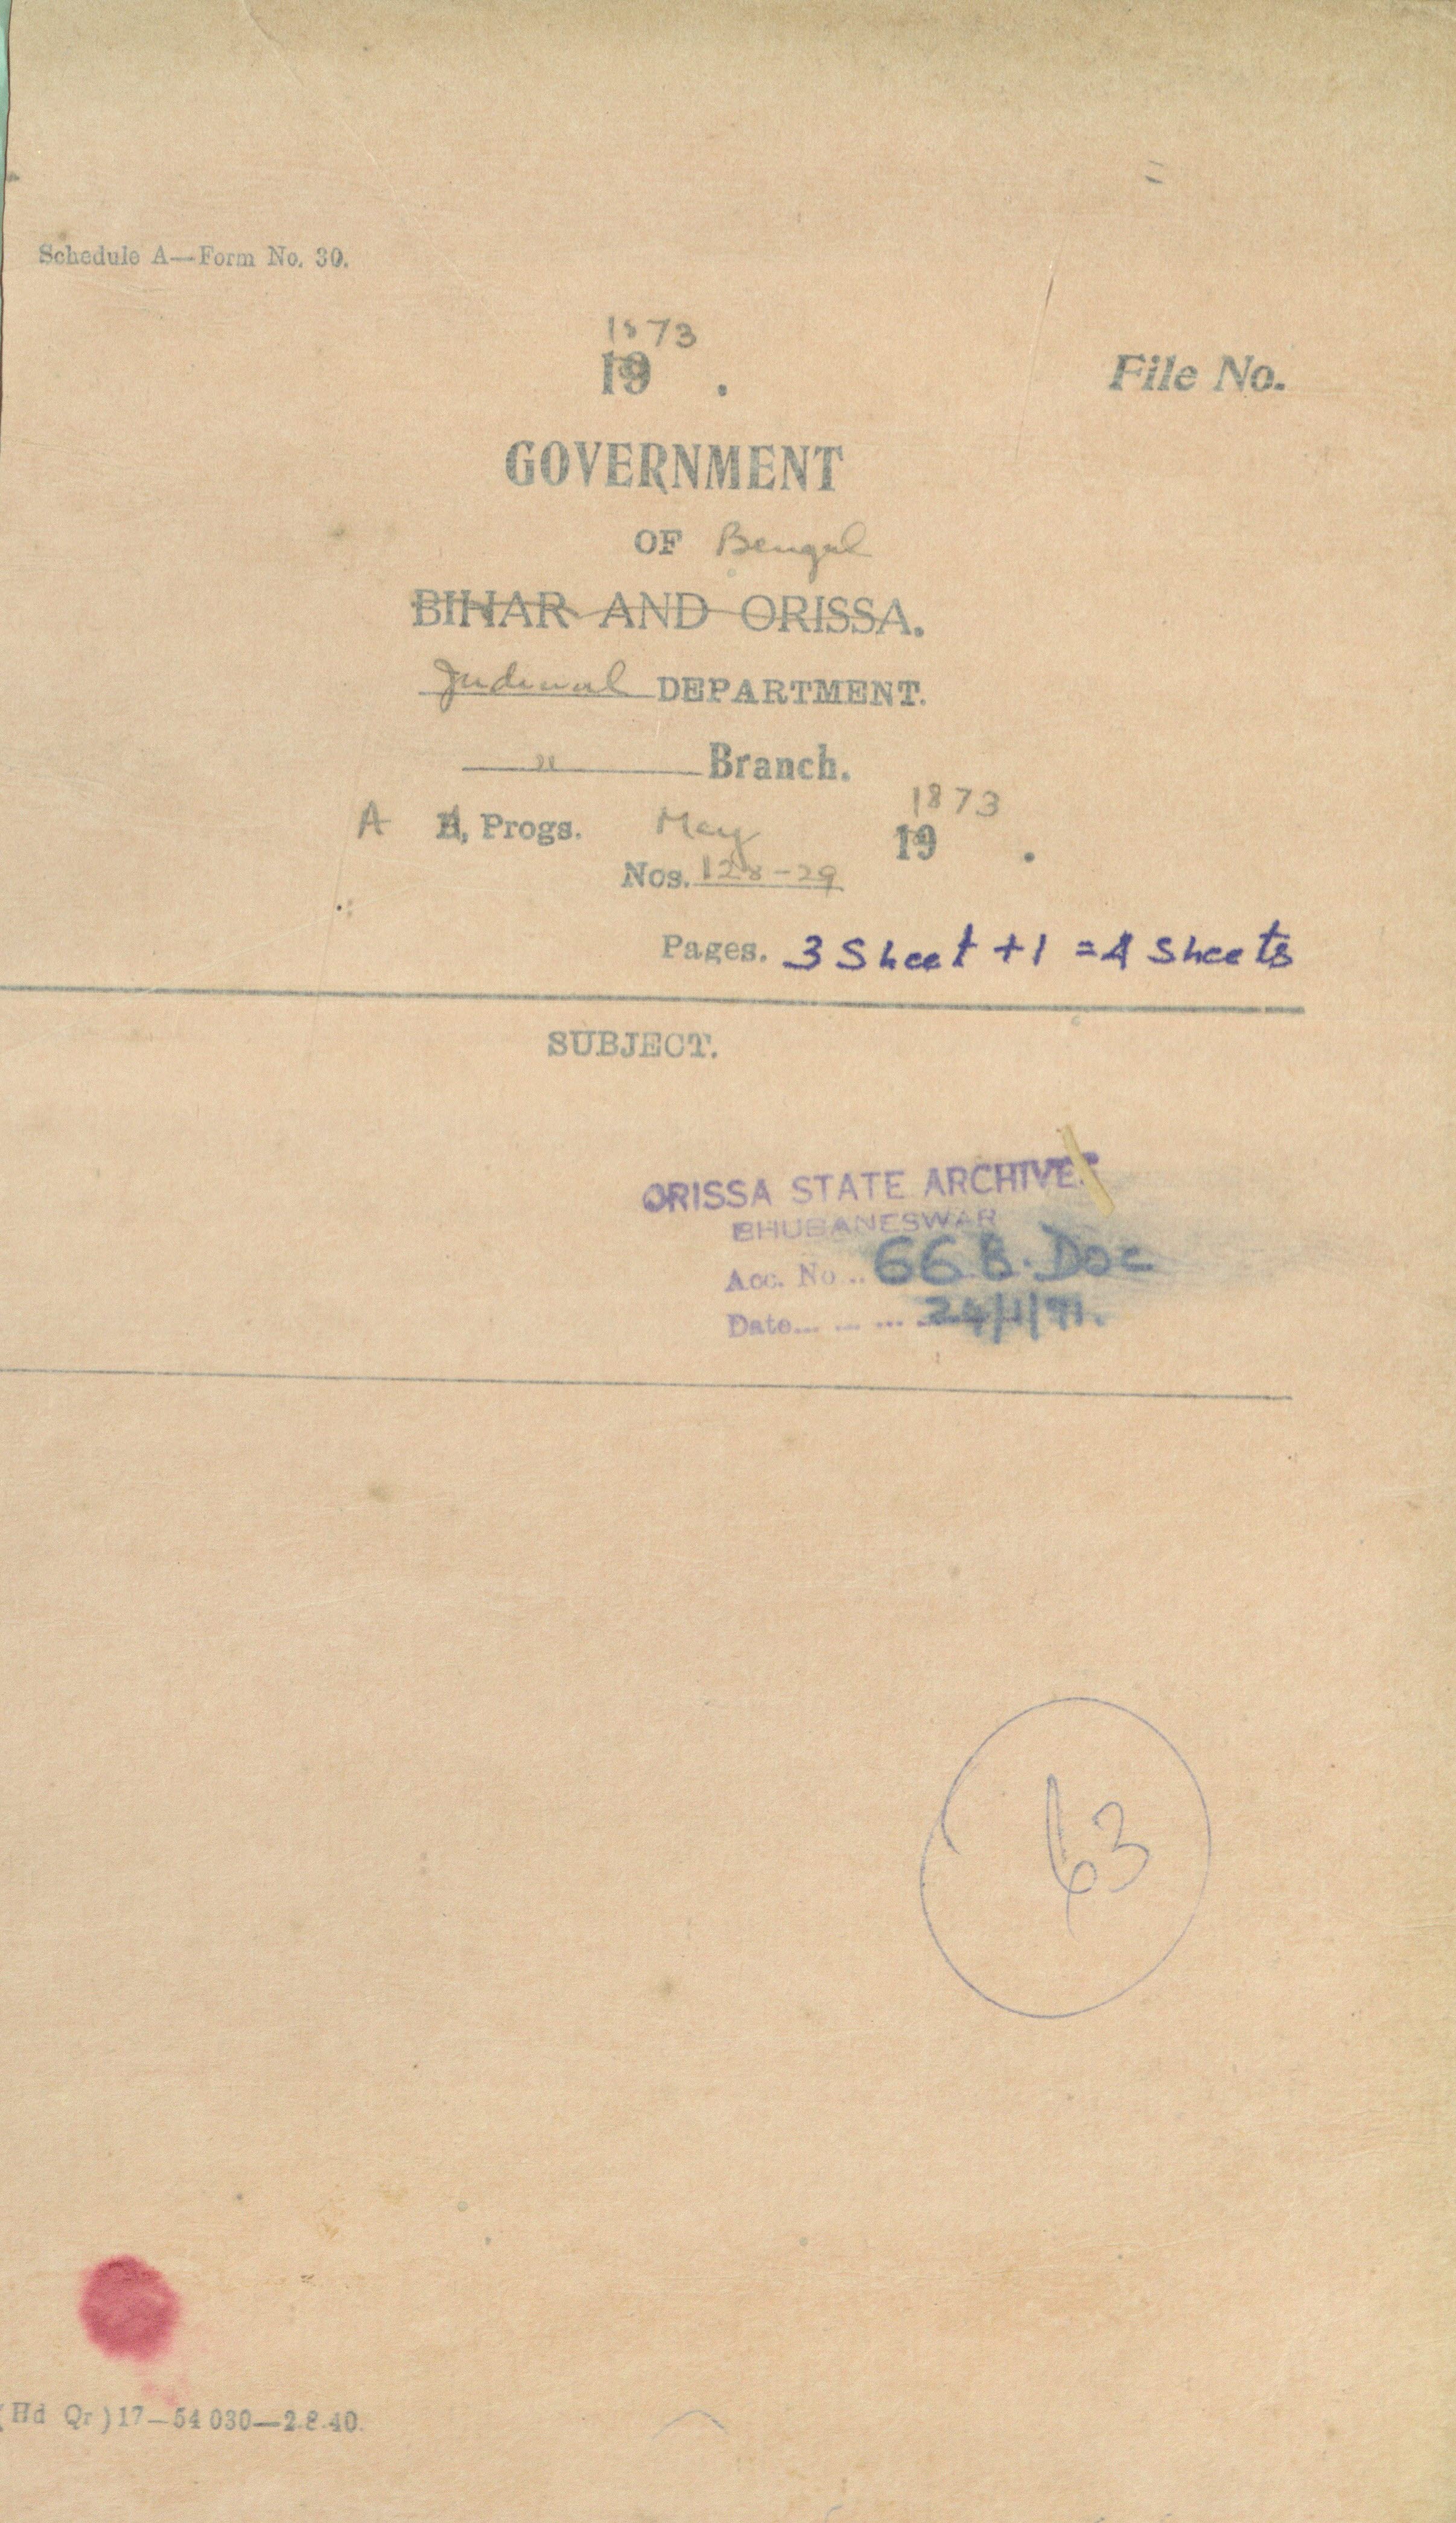 Schedule A—Form No. 30.
1873
19 .
File No.
GOVERNMENT
OF Bengal
BIHAR AND ORISSA.
Judicial DEPARTMENT.
" Branch.
1873
A B, Progs. May 19 .
Nos. 128-29
Pages. 3 Sheet +1 = 4 Sheets
SUBJECT.
ORISSA STATE ARCHIVES
BHUBANESWAR
Acc. No... 66 B. Doc
Date... ... ... 24/1/71.
63
(Hd Qr)17—54 030—2.8.40.